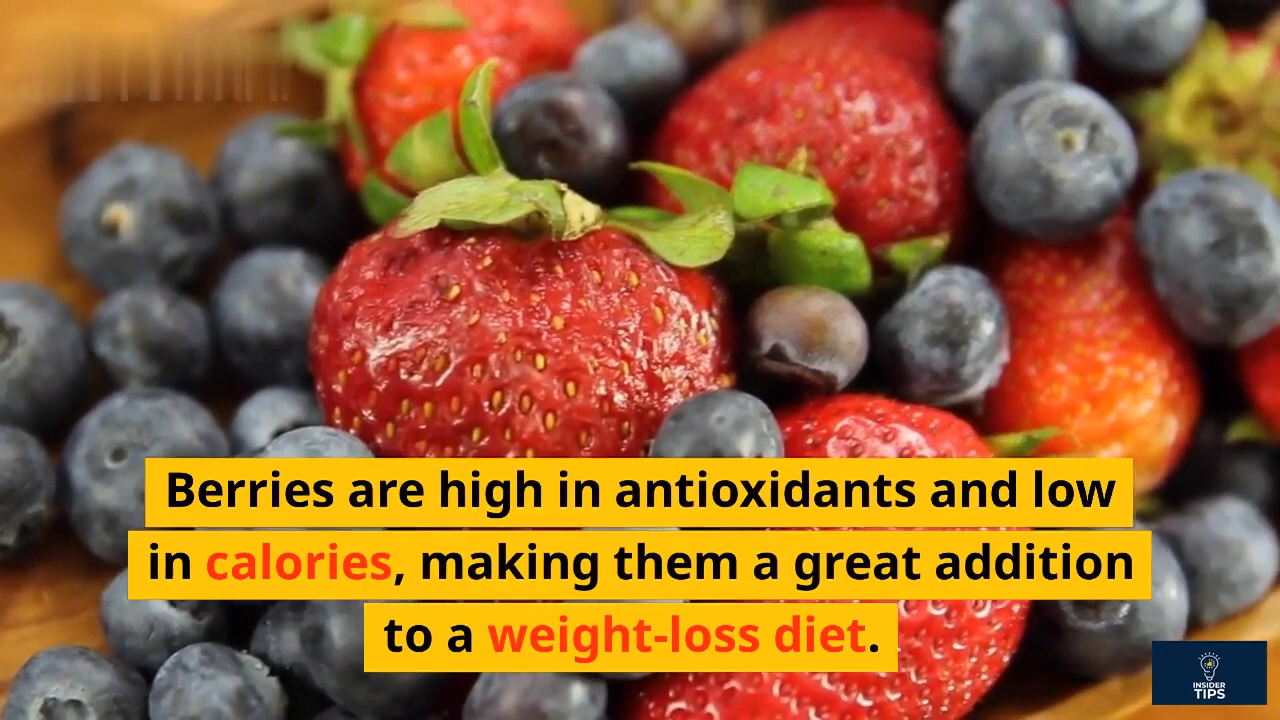 Berries are high in antioxidants and low
in calories, making them a great addition
to a weight-loss diet.
INSIDER
TIPS